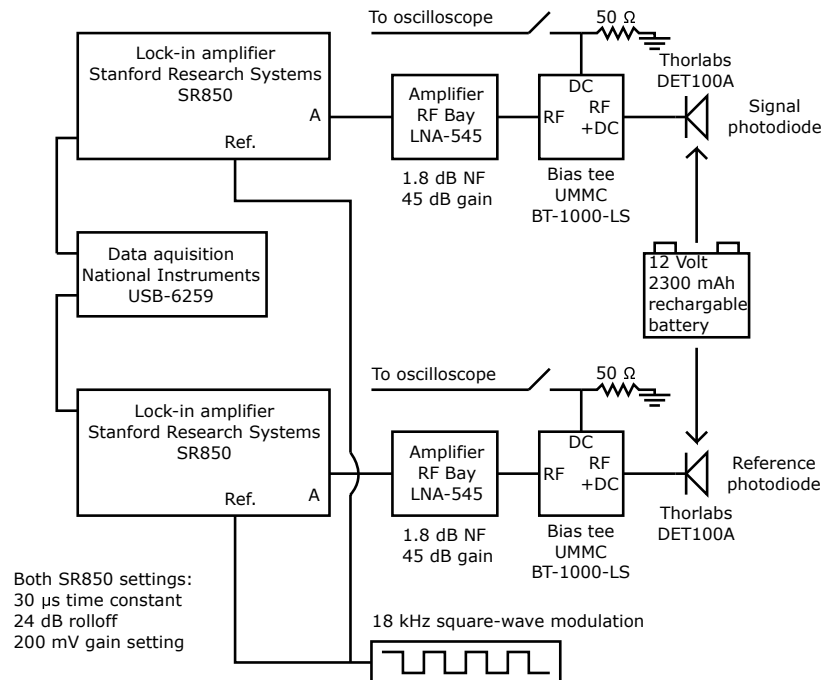 To oscilloscope
50 Ω
Lock-in amplifier
Stanford Research Systems
SR850
A
Ref.
Amplifier
RF Bay
LNA-545
1.8 dB NF
45 dB gain
DC
RF
RF
+DC
Bias tee
UMMC
BT-1000-LS
Thorlabs
DET100A
Signal
photodiode
Data aquisition
National Instruments
USB-6259
12 Volt
2300 mAh
rechargable
battery
To oscilloscope
50 Ω
Lock-in amplifier
Stanford Research Systems
SR850
A
Ref.
Amplifier
RF Bay
LNA-545
1.8 dB NF
45 dB gain
DC
RF
RF
+DC
Bias tee
UMMC
BT-1000-LS
Reference
photodiode
Thorlabs
DET100A
Both SR850 settings:
30 μs time constant
24 dB rolloff
200 mV gain setting
18 kHz square-wave modulation